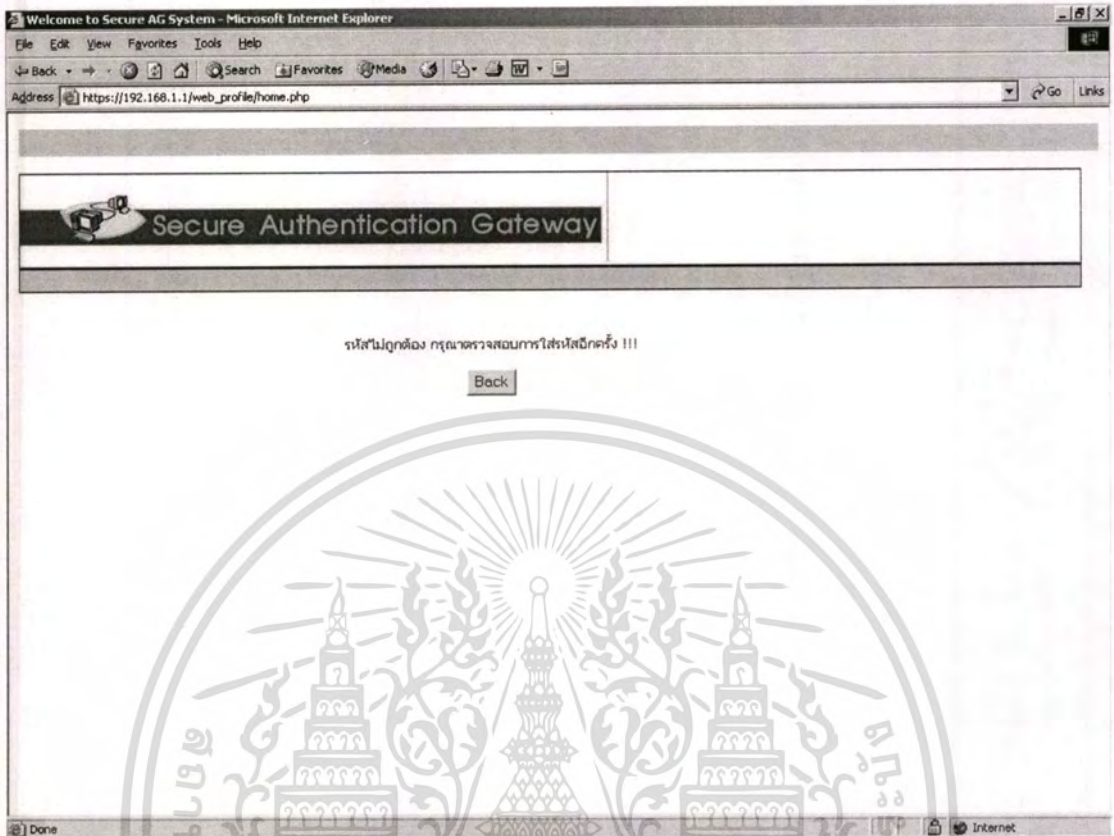 Welcome to Secure AG System - Microsoft Internet Explorer
File Edit View Favorites Tools Help
Back Search Favorites Media
Address https://192.168.1.1/web_profile/home.php Go Links
Secure Authentication Gateway
รหัสไม่ถูกต้อง กรุณาตรวจสอบการใส่รหัสอีกครั้ง !!!
Back
Done Internet